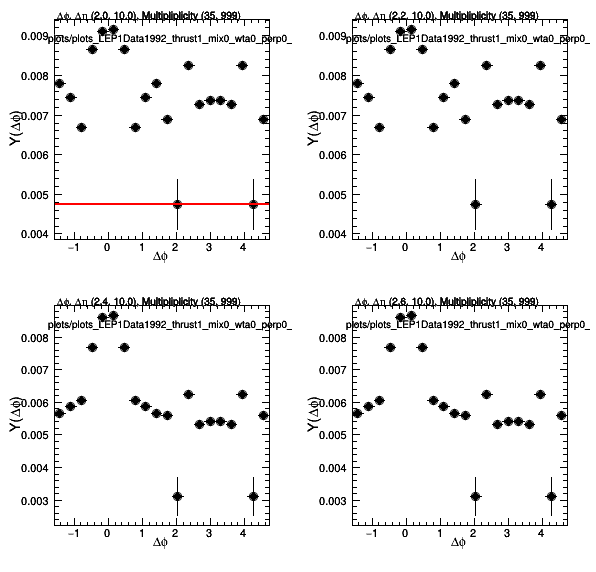 Δφ, Δη (2.0, 10.0), Multipliplicity (35, 999)
plots/plots_LEP1Data1992_thrust1_mix0_wta0_perp0_
Y(Δφ)
0.009
0.008
0.007
0.006
0.005
0.004
−1 0 1 2 3 4
Δφ
Δφ, Δη (2.2, 10.0), Multipliplicity (35, 999)
plots/plots_LEP1Data1992_thrust1_mix0_wta0_perp0_
Y(Δφ)
0.009
0.008
0.007
0.006
0.005
0.004
−1 0 1 2 3 4
Δφ
Δφ, Δη (2.4, 10.0), Multipliplicity (35, 999)
plots/plots_LEP1Data1992_thrust1_mix0_wta0_perp0_
Y(Δφ)
0.008
0.007
0.006
0.005
0.004
0.003
−1 0 1 2 3 4
Δφ
Δφ, Δη (2.6, 10.0), Multipliplicity (35, 999)
plots/plots_LEP1Data1992_thrust1_mix0_wta0_perp0_
Y(Δφ)
0.008
0.007
0.006
0.005
0.004
0.003
−1 0 1 2 3 4
Δφ